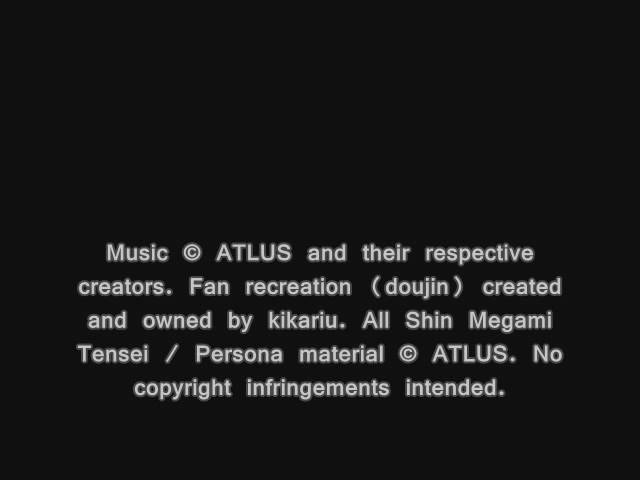 Music © ATLUS and their respective
creators. Fan recreation (doujin) created
and owned by kikariu. All Shin Megami
Tensei / Persona material © ATLUS. No
copyright infringements intended.